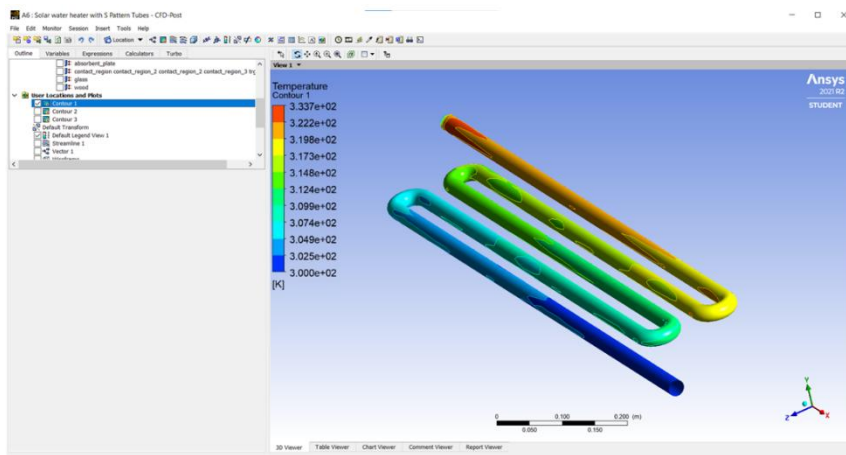 A6 : Solar water heater with S Pattern Tubes - CFD-Post
File Edit Monitor Session Insert Tools Help
Location
Outline Variables Expressions Calculators Turbo
absorbent_plate
contact_region contact_region_2 contact_region_2 contact_region_3
glass
wood
User Locations and Plots
Contour 1
Contour 2
Contour 3
Default Transform
Default Legend View 1
Streamline 1
Vector 1
Wireframe
View 1
Temperature
Contour 1
3.337e+02
3.222e+02
3.198e+02
3.173e+02
3.148e+02
3.124e+02
3.099e+02
3.074e+02
3.049e+02
3.025e+02
3.000e+02
[K]
Ansys
2021 R2
STUDENT
Y
Z
X
0 0.100 0.200 (m)
0.050 0.150
3D Viewer Table Viewer Chart Viewer Comment Viewer Report Viewer